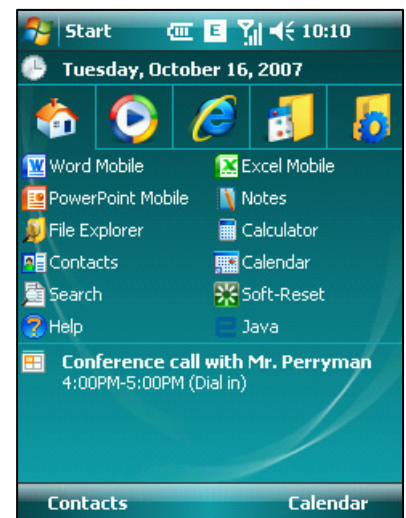 Start E 10:10
Tuesday, October 16, 2007
Word Mobile Excel Mobile
PowerPoint Mobile Notes
File Explorer Calculator
Contacts Calendar
Search Soft-Reset
Help Java
Conference call with Mr. Perryman
4:00PM-5:00PM (Dial in)
Contacts Calendar